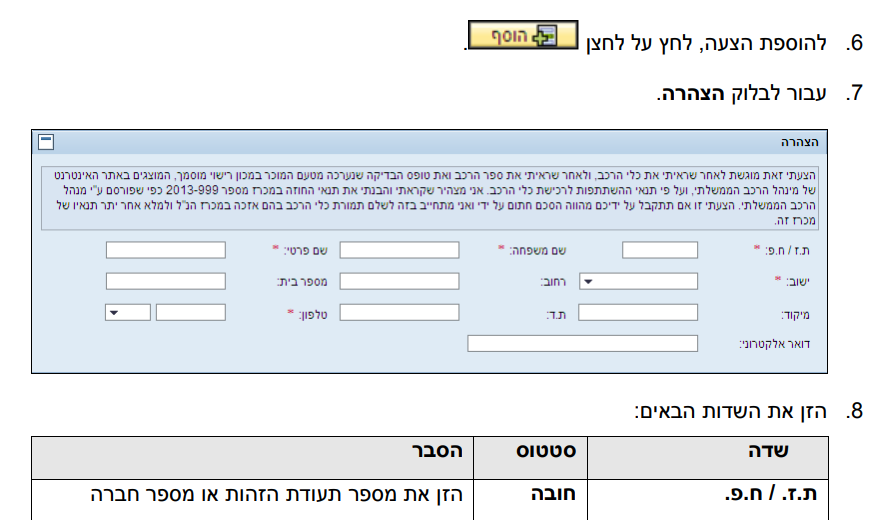 6. להוספת הצעה, לחץ על לחצן הוסף.
7. עבור לבלוק הצהרה.
הצהרה
הצעתי זאת מוגשת לאחר שראיתי את כלי הרכב, ולאחר שראיתי את ספר הרכב ואת טופס הבדיקה שנערכה מטעם המוכר במכון רישוי מוסמך, המוצגים באתר האינטרנט
של מינהל הרכב הממשלתי, ועל פי תנאי ההשתתפות לרכישת כלי הרכב. אני מצהיר שקראתי והבנתי את תנאי החוזה במכרז מספר 2013-999 כפי שפורסם ע"י מנהל
הרכב הממשלתי. הצעתי זו אם תתקבל על ידיכם מהווה הסכם חתום על ידי ואני מתחייב בזה לשלם תמורת כלי הרכב בהם אזכה במכרז הנ"ל ולמלא אחר יתר תנאיו של
מכרז זה.
ת.ז / ח.פ: * שם משפחה: * שם פרטי: *
ישוב: * רחוב: מספר בית:
מיקוד: ת.ד: טלפון: *
דואר אלקטרוני:
8. הזן את השדות הבאים:
שדה סטטוס הסבר
ת.ז. / ח.פ. חובה הזן את מספר תעודת הזהות או מספר חברה